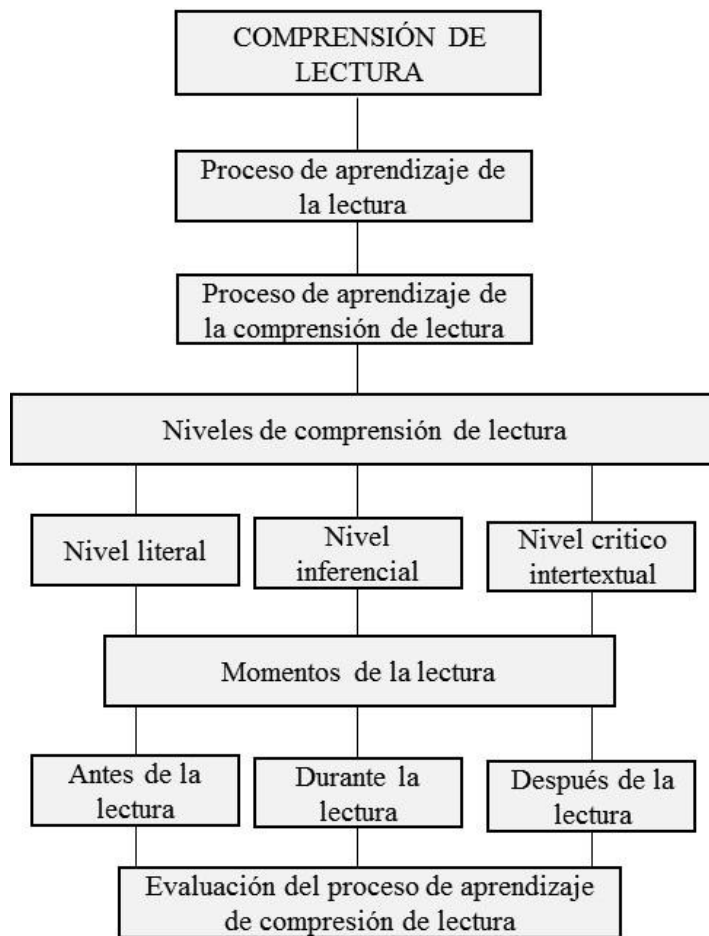 COMPRENSIÓN DE
LECTURA
Proceso de aprendizaje de
la lectura
Proceso de aprendizaje de
la comprensión de lectura
Niveles de comprensión de lectura
Nivel literal
Nivel
inferencial
Nivel critico
intertextual
Momentos de la lectura
Antes de la
lectura
Durante la
lectura
Después de la
lectura
Evaluación del proceso de aprendizaje
de compresión de lectura